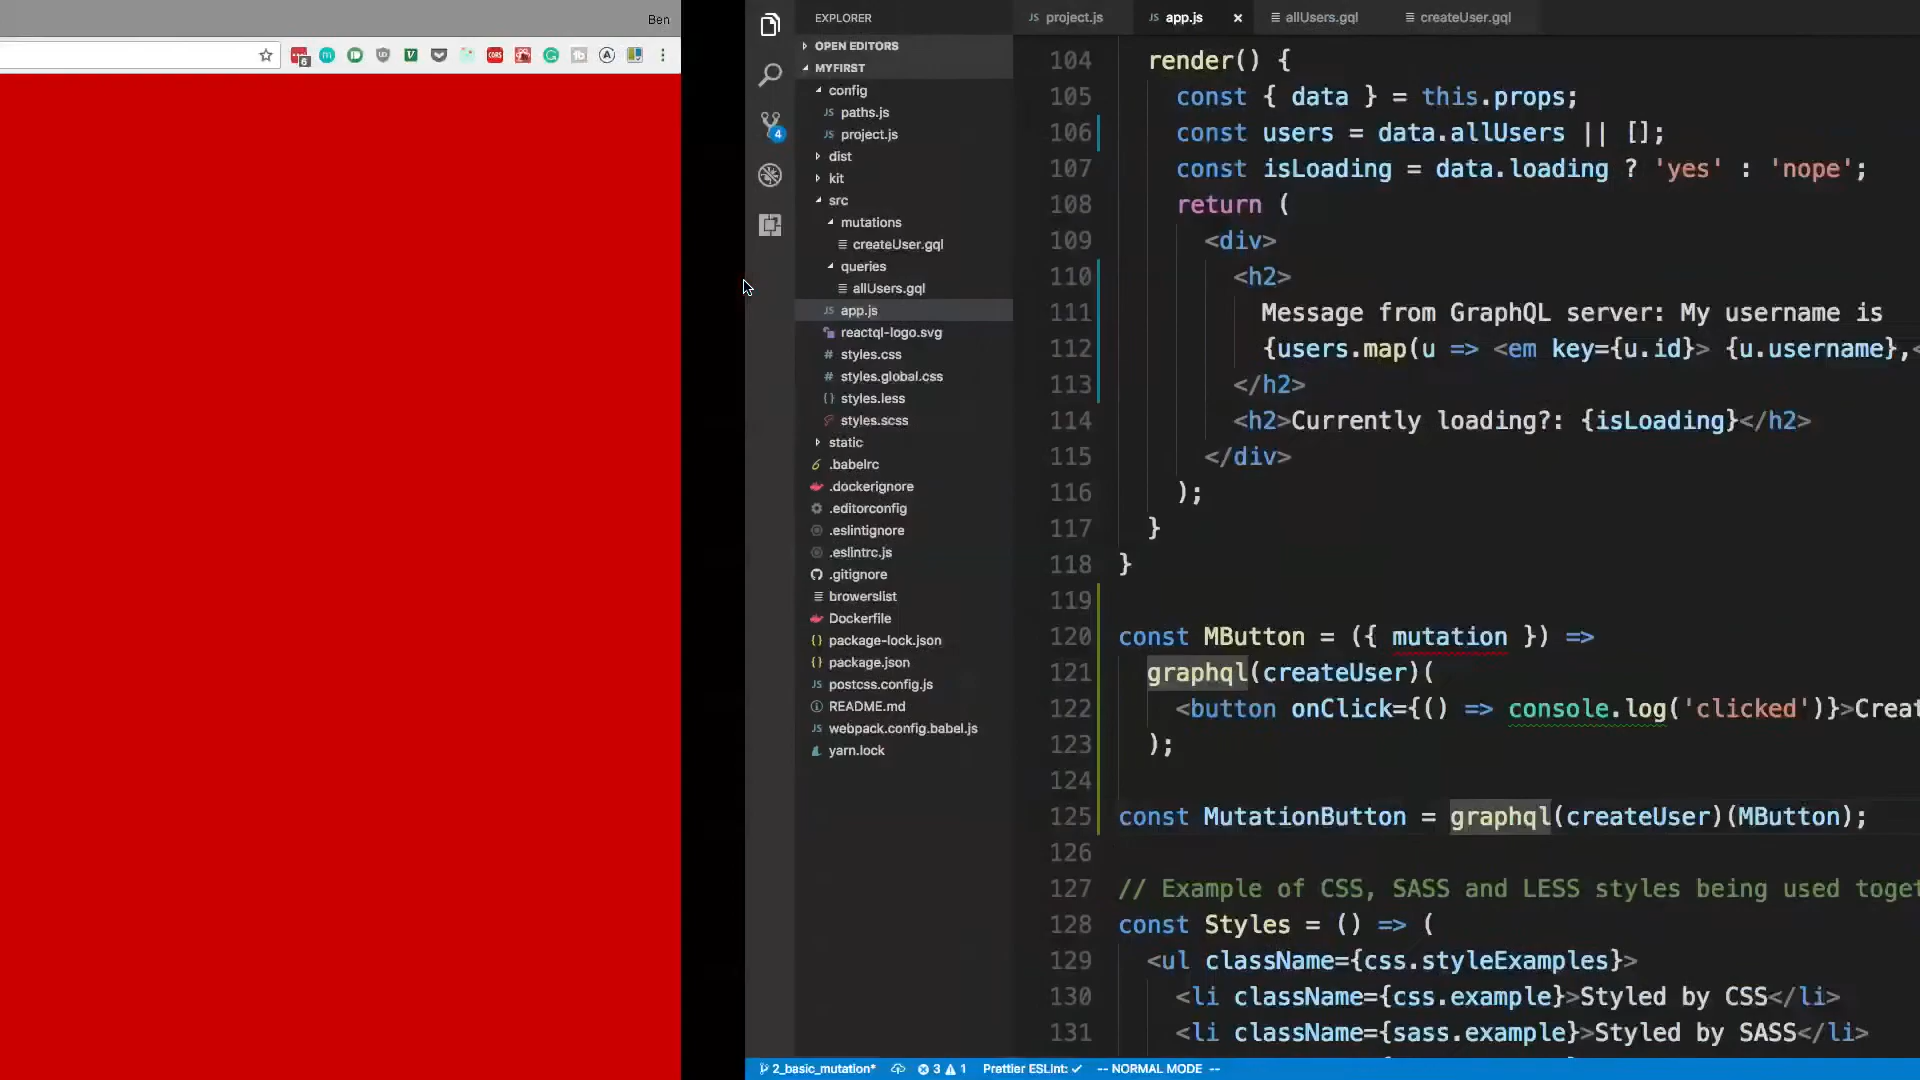 Ben
6
EXPLORER
OPEN EDITORS
MYFIRST
config
paths.js
project.js
dist
kit
src
mutations
createUser.gql
queries
allUsers.gql
JS app.js
reactql-logo.svg
# styles.css
# styles.global.css
{} styles.less
styles.scss
static
.babelrc
.dockerignore
.editorconfig
.eslintignore
.eslintrc.js
.gitignore
browerslist
Dockerfile
{} package-lock.json
{} package.json
JS postcss.config.js
README.md
JS webpack.config.babel.js
yarn.lock
4
JS project.js
JS app.js ×
allUsers.gql
createUser.gql
104 render() {
105 const { data } = this.props;
106 const users = data.allUsers || [];
107 const isLoading = data.loading ? 'yes' : 'nope';
108 return (
109 <div>
110 <h2>
111 Message from GraphQL server: My username is
112 {users.map(u => <em key={u.id}> {u.username},<
113 </h2>
114 <h2>Currently loading?: {isLoading}</h2>
115 </div>
116 );
117 }
118 }
119
120 const MButton = ({ mutation }) =>
121 graphql(createUser)(
122 <button onClick={() => console.log('clicked')}>Creat
123 );
124
125 const MutationButton = graphql(createUser)(MButton);
126
127 // Example of CSS, SASS and LESS styles being used toget
128 const Styles = () => (
129 <ul className={css.styleExamples}>
130 <li className={css.example}>Styled by CSS</li>
131 <li className={sass.example}>Styled by SASS</li>
2_basic_mutation* 3 1 Prettier ESLint: ✓ -- NORMAL MODE --